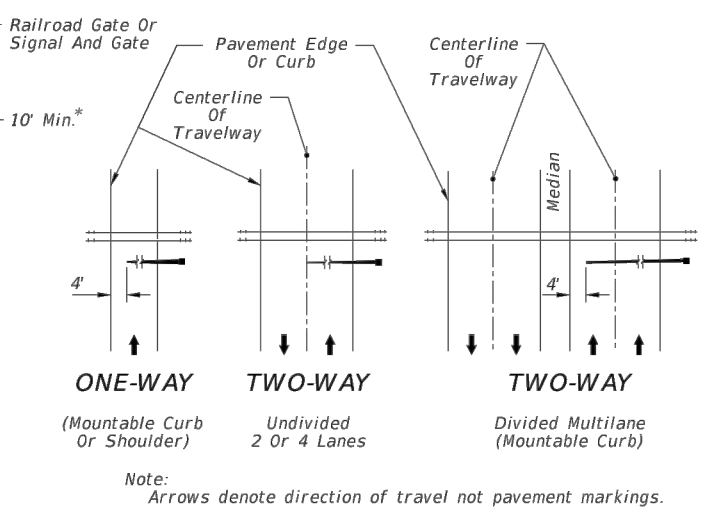 Railroad Gate Or
Signal And Gate
Pavement Edge
Or Curb
Centerline
Of
Travelway
Centerline
Of
Travelway
10' Min.*
Median
4'
4'
ONE-WAY
(Mountable Curb
Or Shoulder)
TWO-WAY
Undivided
2 Or 4 Lanes
TWO-WAY
Divided Multilane
(Mountable Curb)
Note:
Arrows denote direction of travel not pavement markings.